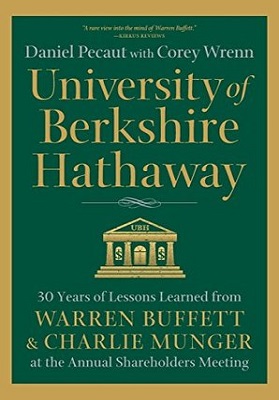 "A rare view into the mind of Warren Buffett."
—KIRKUS REVIEWS
Daniel Pecaut with Corey Wrenn
University of
Berkshire
Hathaway
UBH
30 Years of Lessons Learned from
WARREN BUFFETT
& CHARLIE MUNGER
at the Annual Shareholders Meeting